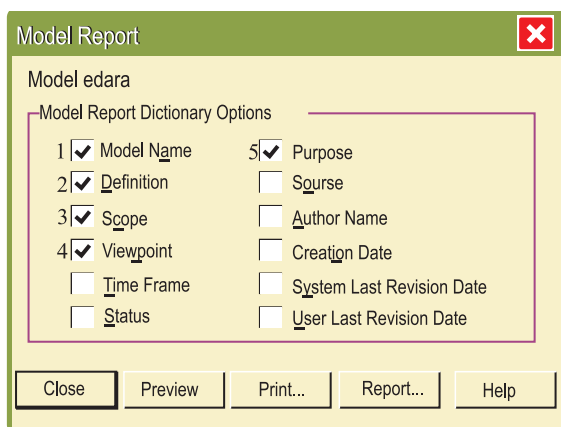 Model Report
Model edara
Model Report Dictionary Options
1 Model Name
2 Definition
3 Scope
4 Viewpoint
Time Frame
Status
5 Purpose
Sourse
Author Name
Creation Date
System Last Revision Date
User Last Revision Date
Close Preview Print... Report... Help